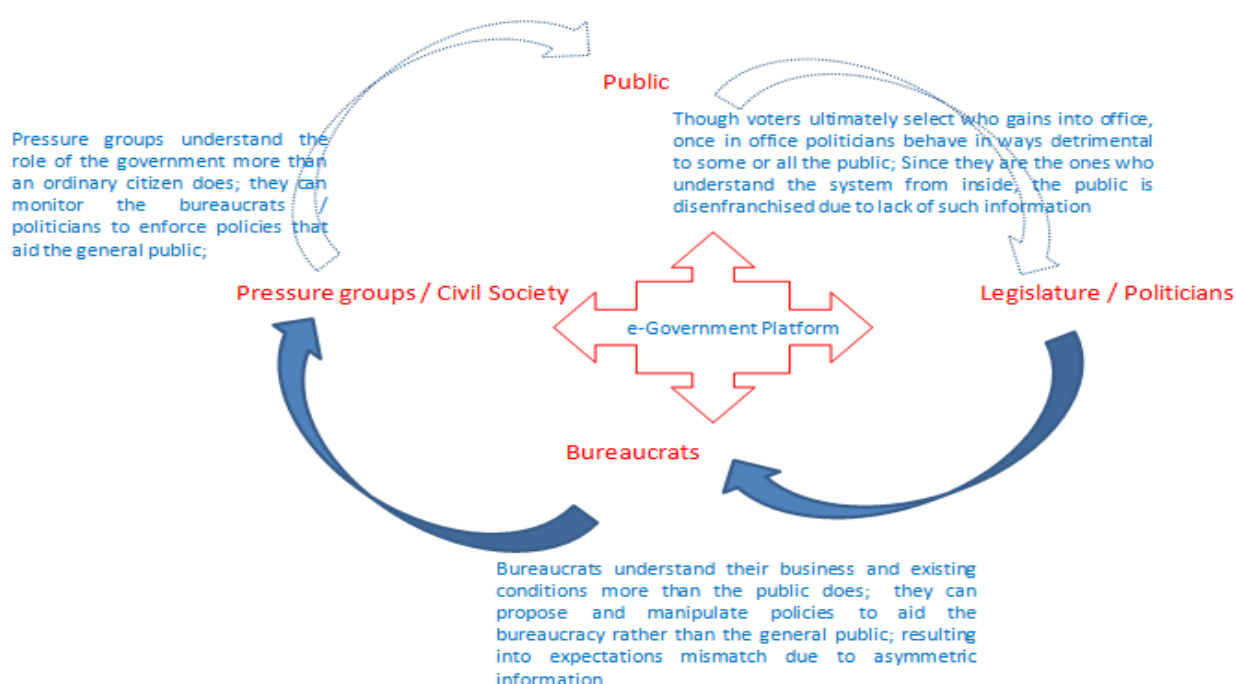 Public
Though voters ultimately select who gains into office,
once in office politicians behave in ways detrimental
to some or all the public; Since they are the ones who
understand the system from inside, the public is
disenfranchised due to lack of such information
Pressure groups understand the
role of the government more than
an ordinary citizen does; they can
monitor the bureaucrats /
politicians to enforce policies that
aid the general public;
Pressure groups / Civil Society
Legislature / Politicians
e-Government Platform
Bureaucrats
Bureaucrats understand their business and existing
conditions more than the public does; they can
propose and manipulate policies to aid the
bureaucracy rather than the general public; resulting
into expectations mismatch due to asymmetric
information